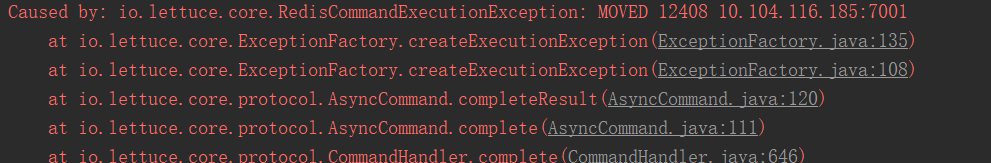 Caused by: io.lettuce.core.RedisCommandExecutionException: MOVED 12408 10.104.116.185:7001
at io.lettuce.core.ExceptionFactory.createExecutionException(ExceptionFactory.java:135)
at io.lettuce.core.ExceptionFactory.createExecutionException(ExceptionFactory.java:108)
at io.lettuce.core.protocol.AsyncCommand.completeResult(AsyncCommand.java:120)
at io.lettuce.core.protocol.AsyncCommand.complete(AsyncCommand.java:111)
at io.lettuce.core.protocol.CommandHandler.complete(CommandHandler.java:646)